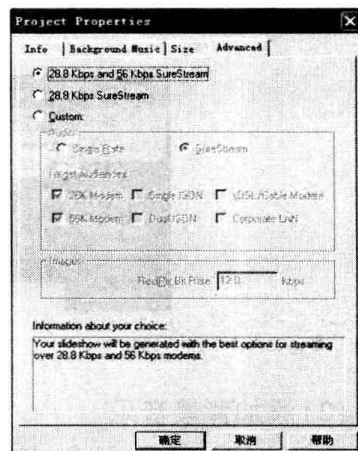 Project Properties
Info Background Music Size Advanced
28.8 Kbps and 56 Kbps SureStream
28.8 Kbps SureStream
Custom:
Audio
Single Rate SureStream
Target Audiences
28K Modem Single ISDN xDSL/Cable Modem
56K Modem Dual ISDN Corporate LAN
Images
RealPix Bit Rate: 12.0 Kbps
Information about your choice:
Your slideshow will be generated with the best options for streaming
over 28.8 Kbps and 56 Kbps modems.
确定 取消 帮助